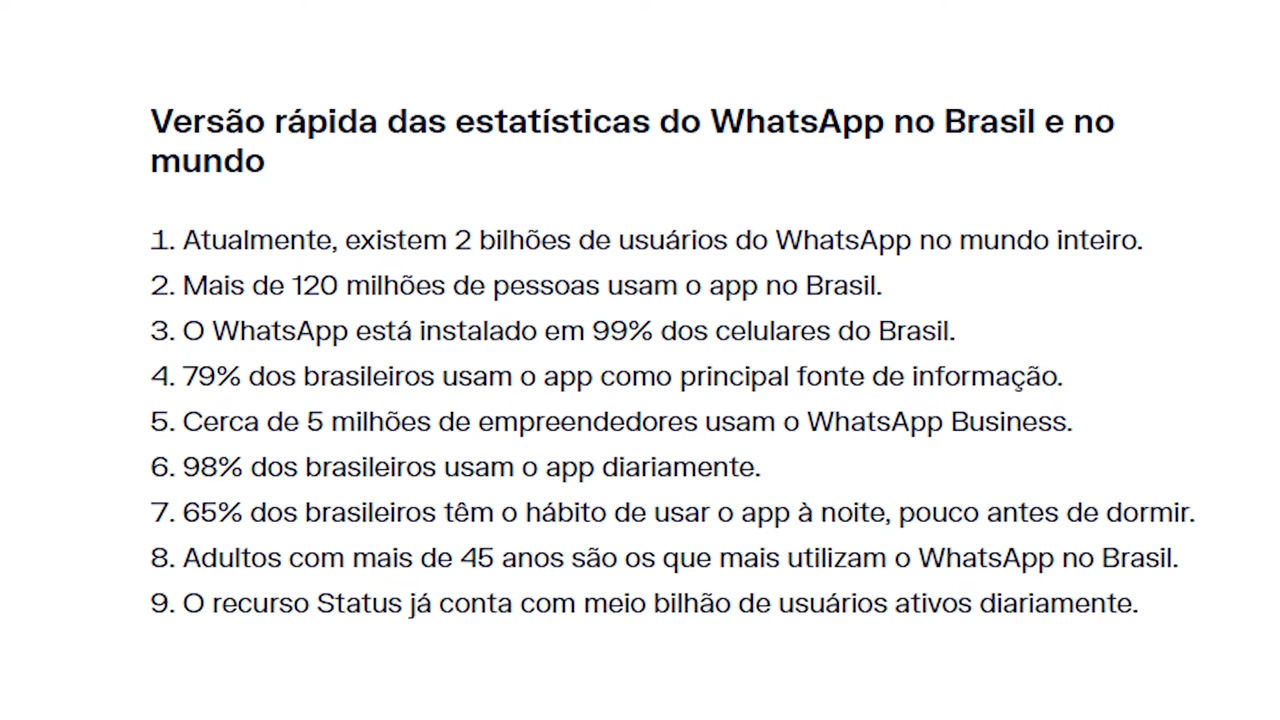 Versão rápida das estatísticas do WhatsApp no Brasil e no
mundo
1. Atualmente, existem 2 bilhões de usuários do WhatsApp no mundo inteiro.
2. Mais de 120 milhões de pessoas usam o app no Brasil.
3. O WhatsApp está instalado em 99% dos celulares do Brasil.
4. 79% dos brasileiros usam o app como principal fonte de informação.
5. Cerca de 5 milhões de empreendedores usam o WhatsApp Business.
6. 98% dos brasileiros usam o app diariamente.
7. 65% dos brasileiros têm o hábito de usar o app à noite, pouco antes de dormir.
8. Adultos com mais de 45 anos são os que mais utilizam o WhatsApp no Brasil.
9. O recurso Status já conta com meio bilhão de usuários ativos diariamente.